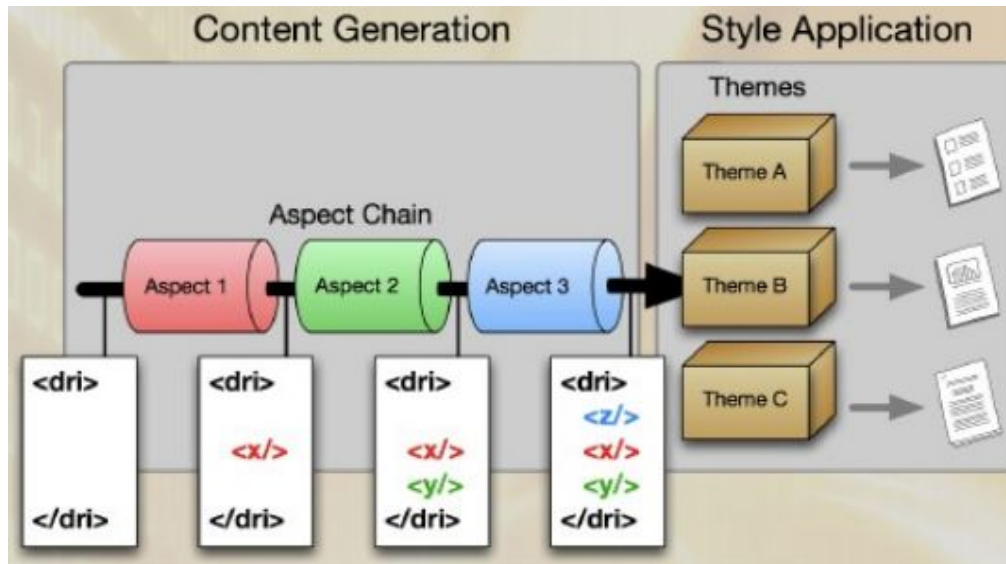 Content Generation
Style Application
Themes
Theme A
Aspect Chain
Aspect 1
Aspect 2
Aspect 3
Theme B
Theme C
<dri>
</dri>
<dri>
<x/>
</dri>
<dri>
<x/>
<y/>
</dri>
<dri>
<z/>
<x/>
<y/>
</dri>